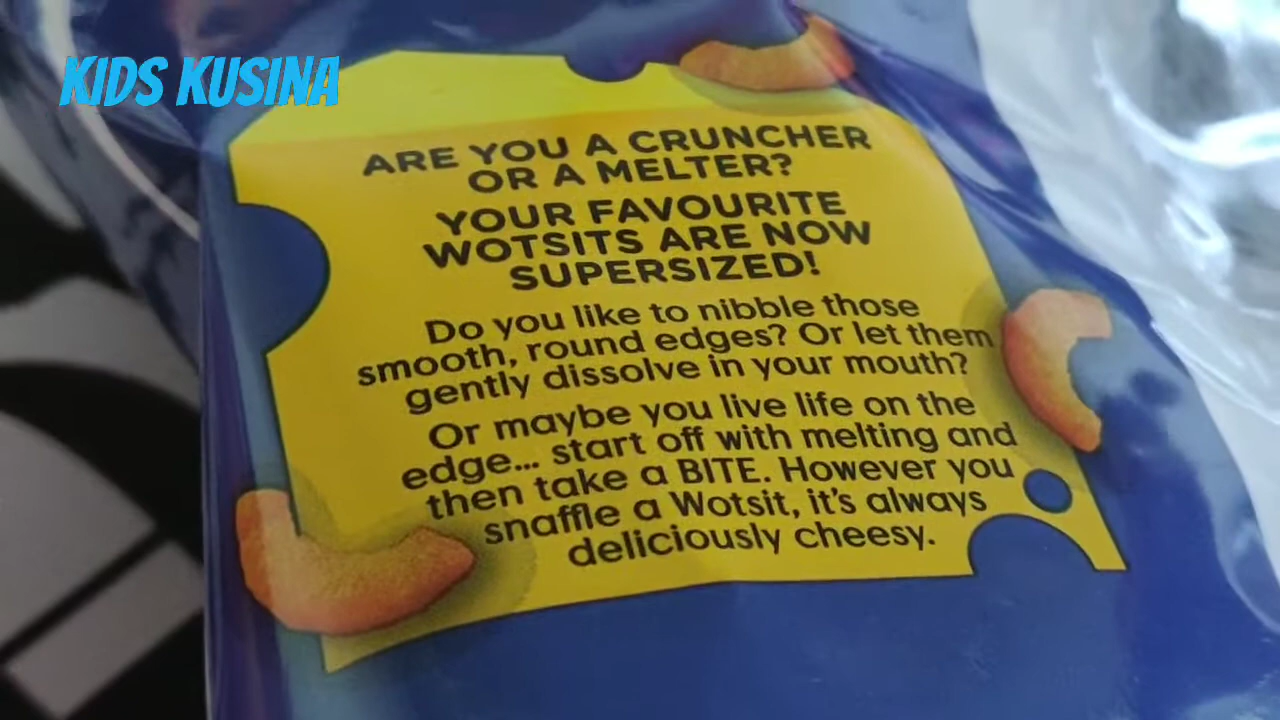 KIDS KUSINA
ARE YOU A CRUNCHER
OR A MELTER?
YOUR FAVOURITE
WOTSITS ARE NOW
SUPERSIZED!
Do you like to nibble those
smooth, round edges? Or let them
gently dissolve in your mouth?
Or maybe you live life on the
edge... start off with melting and
then take a BITE. However you
snaffle a Wotsit, it's always
deliciously cheesy.